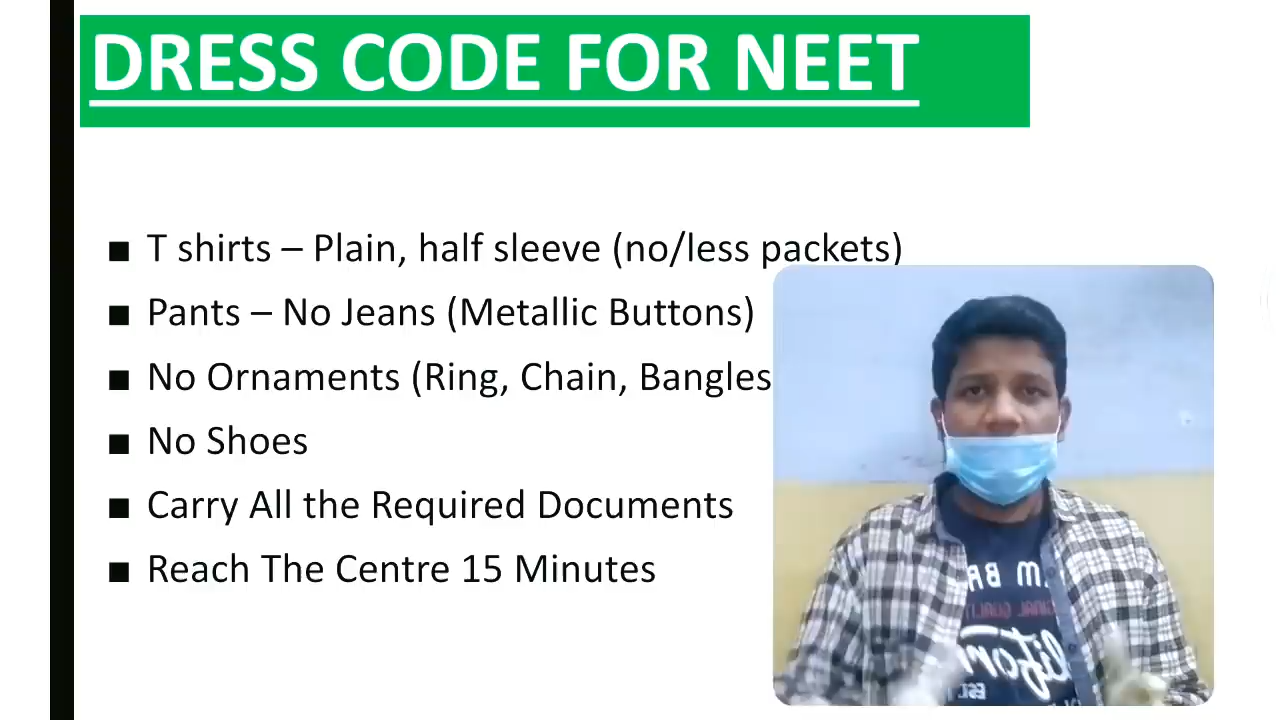 DRESS CODE FOR NEET
■ T shirts – Plain, half sleeve (no/less packets)
■ Pants – No Jeans (Metallic Buttons)
■ No Ornaments (Ring, Chain, Bangles
■ No Shoes
■ Carry All the Required Documents
■ Reach The Centre 15 Minutes